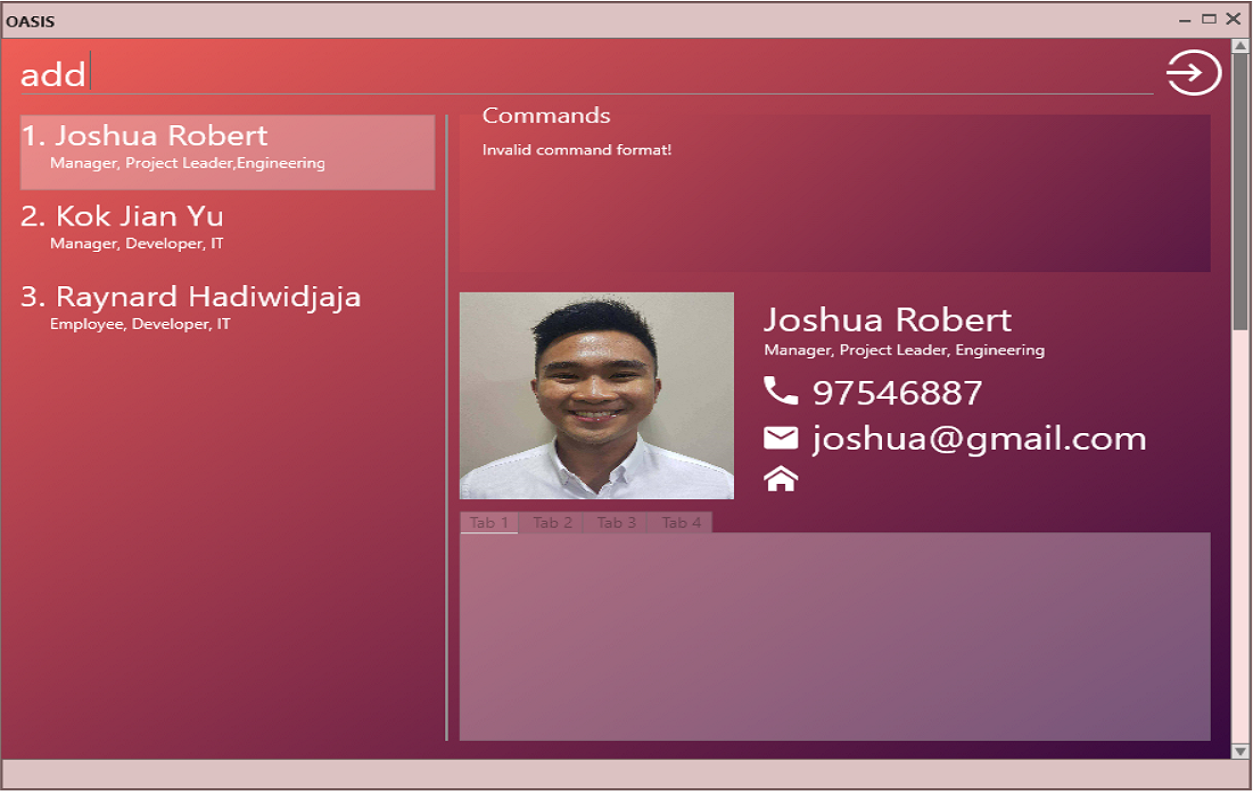 OASIS
add
1. Joshua Robert
Manager, Project Leader,Engineering
2. Kok Jian Yu
Manager, Developer, IT
3. Raynard Hadiwidjaja
Employee, Developer, IT
Commands
Invalid command format!
Joshua Robert
Manager, Project Leader, Engineering
97546887
joshua@gmail.com
Tab 1 Tab 2 Tab 3 Tab 4